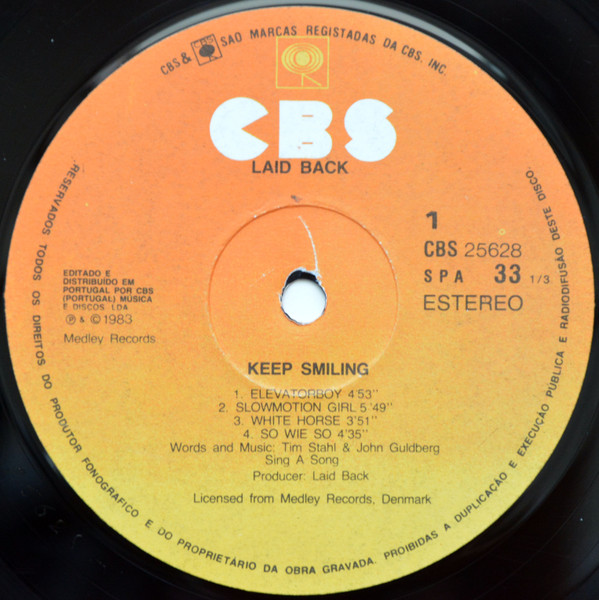 CBS & CBS SÃO MARCAS REGISTADAS DA CBS, INC.
CBS
LAID BACK
1
CBS 25628
SPA 33 1/3
ESTEREO
EDITADO E
DISTRIBUÍDO EM
PORTUGAL POR CBS
(PORTUGAL) MÚSICA
E DISCOS, LDA
℗ & © 1983
Medley Records
KEEP SMILING
1. ELEVATORBOY 4'53''
2. SLOWMOTION GIRL 5'49''
3. WHITE HORSE 3'51''
4. SO WIE SO 4'35''
Words and Music: Tim Stahl & John Guldberg
Sing A Song
Producer: Laid Back
Licensed from Medley Records, Denmark
RESERVADOS TODOS OS DIREITOS DO PRODUTOR FONOGRAFICO E DO PROPRIETÁRIO DA OBRA GRAVADA. PROIBIDAS A DUPLICAÇÃO E EXECUÇÃO PÚBLICA E RADIODIFUSÃO DESTE DISCO.